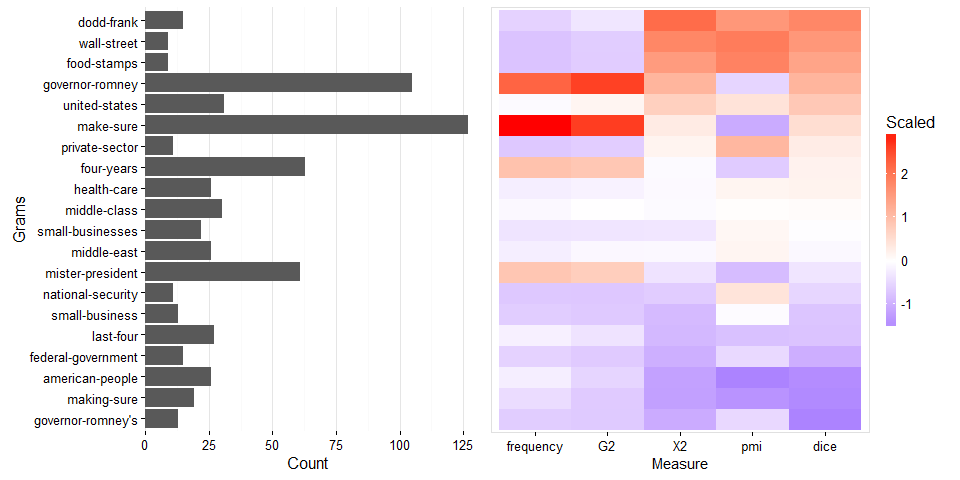 Grams
dodd-frank
wall-street
food-stamps
governor-romney
united-states
make-sure
private-sector
four-years
health-care
middle-class
small-businesses
middle-east
mister-president
national-security
small-business
last-four
federal-government
american-people
making-sure
governor-romney's
0 25 50 75 100 125
Count
frequency G2 X2 pmi dice
Measure
Scaled
2
1
0
-1